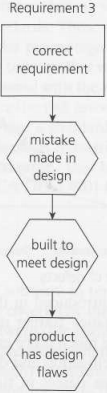 Requirement 3
correct
requirement
mistake
made in
design
built to
meet design
product
has design
flaws